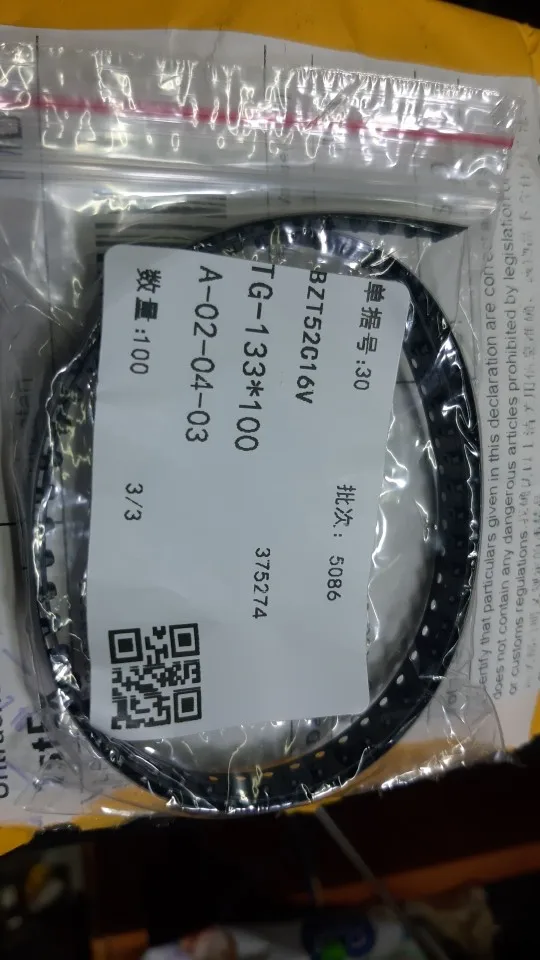 单据号:30
批次: 5086
BZT52C16V
375274
TG-133*100
A-02-04-03
数量:100
3/3
certify that particulars given in this declaration are correct
does not contain any dangerous articles prohibited by legislation
or customs regulations